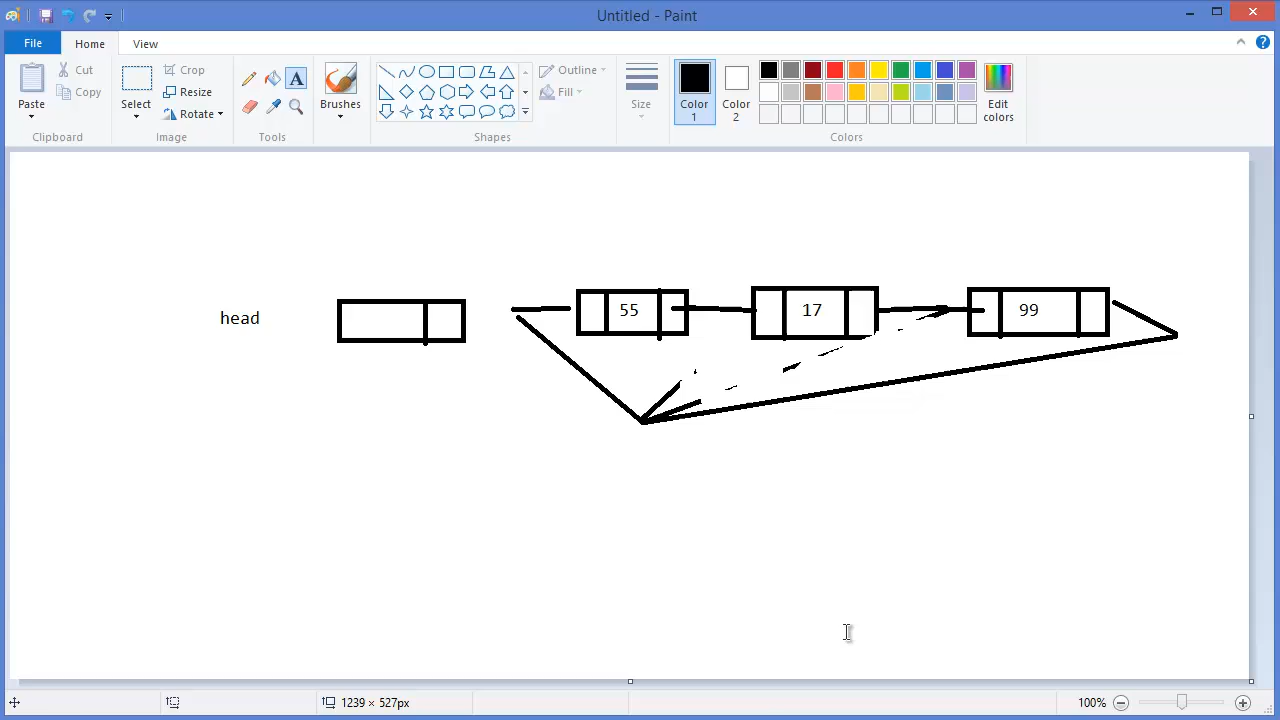 Untitled - Paint
File
Home
View
Paste
Cut
Copy
Clipboard
Select
Crop
Resize
Rotate
Image
A
Tools
Brushes
Outline
Fill
Shapes
Size
Color
1
Color
2
Edit
colors
Colors
head
55
17
99
1239 × 527px
100%